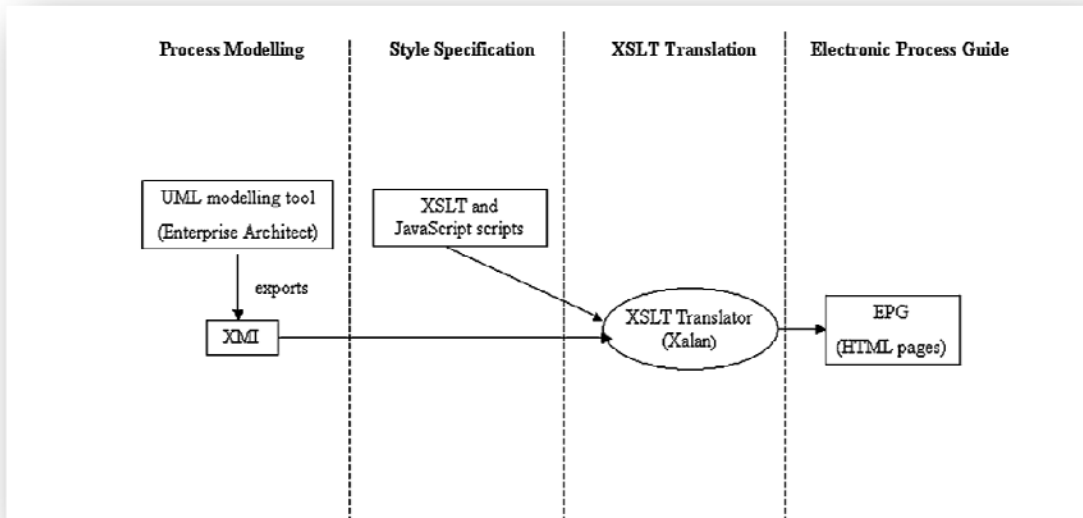 Process Modelling
Style Specification
XSLT Translation
Electronic Process Guide
UML modelling tool
(Enterprise Architect)
exports
XMI
XSLT and
JavaScript scripts
XSLT Translator
(Xalan)
EPG
(HTML pages)